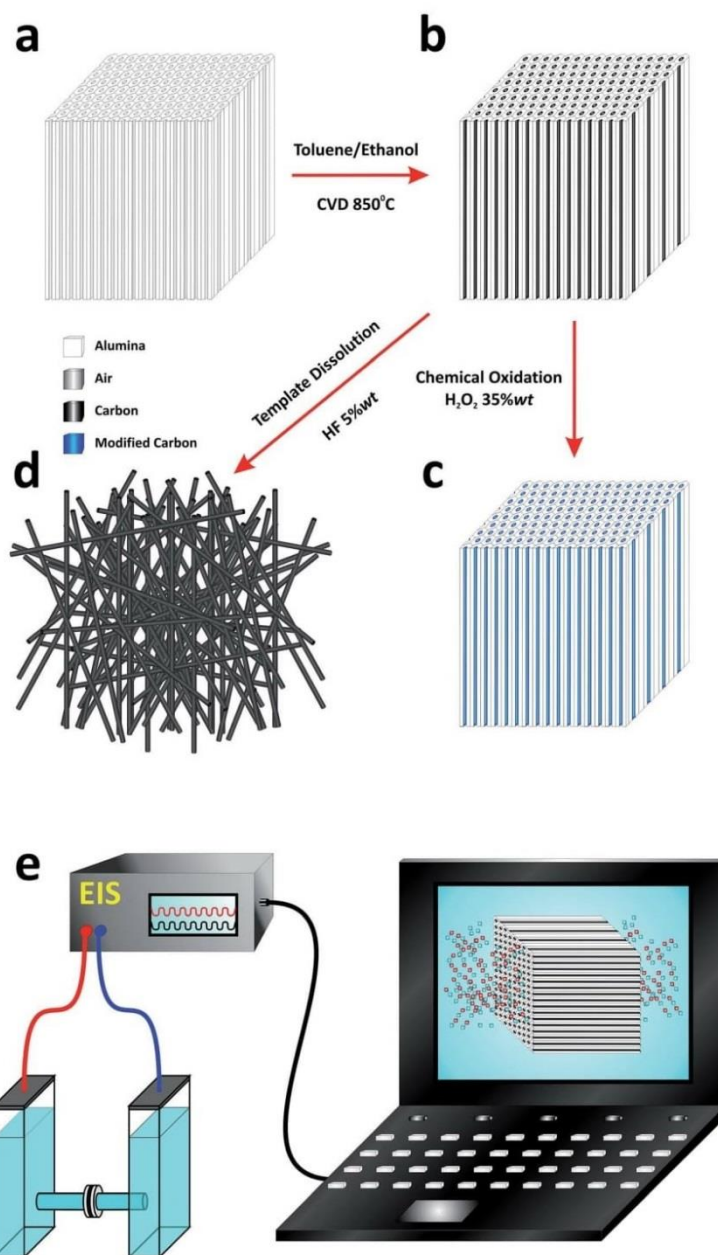 a
b
Toluene/Ethanol
CVD 850°C
Alumina
Air
Carbon
Modified Carbon
Template Dissolution
HF 5%wt
Chemical Oxidation
H₂O₂ 35%wt
d
c
e
EIS